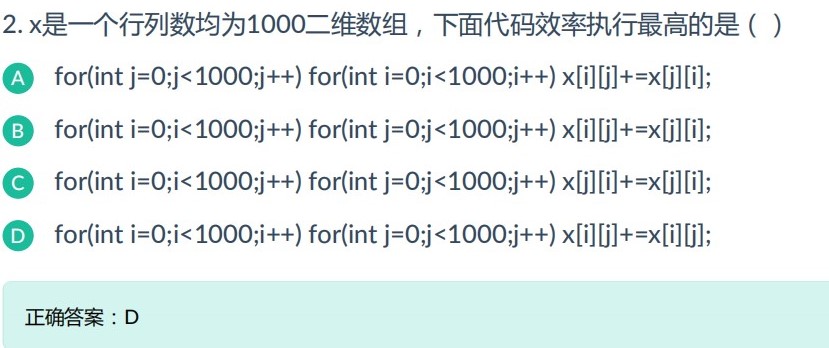 2. x是一个行列数均为1000二维数组，下面代码效率执行最高的是 (  )
A for(int j=0;j<1000;j++) for(int i=0;i<1000;i++) x[i][j]+=x[j][i];
B for(int i=0;i<1000;j++) for(int j=0;j<1000;j++) x[i][j]+=x[j][i];
C for(int i=0;i<1000;j++) for(int j=0;j<1000;j++) x[j][i]+=x[j][i];
D for(int i=0;i<1000;i++) for(int j=0;j<1000;j++) x[i][j]+=x[i][j];
正确答案：D